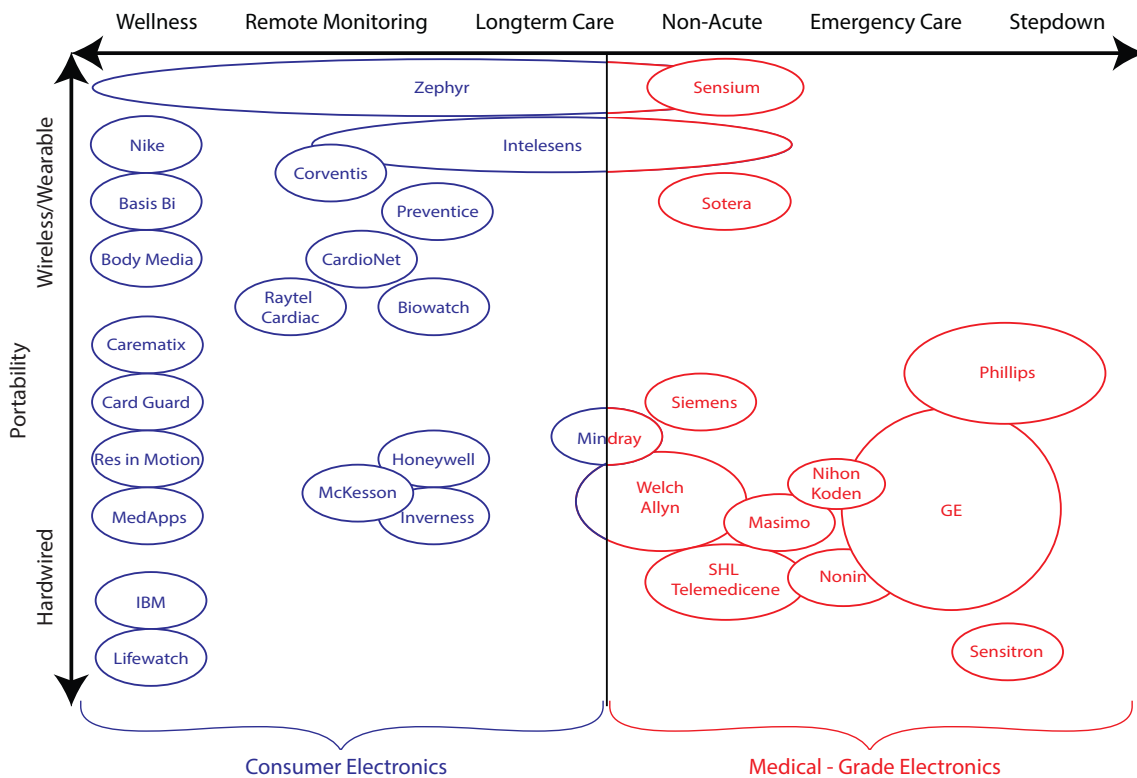 Wellness
Remote Monitoring
Longterm Care
Non-Acute
Emergency Care
Stepdown
Portability
Wireless/Wearable
Hardwired
Zephyr
Sensium
Nike
Intelesens
Corventis
Basis Bi
Preventice
Sotera
Body Media
CardioNet
Raytel
Cardiac
Biowatch
Carematix
Phillips
Card Guard
Siemens
Mindray
Res in Motion
Honeywell
McKesson
Inverness
Welch
Allyn
Nihon
Koden
GE
MedApps
Masimo
SHL
Telemedicene
Nonin
IBM
Lifewatch
Sensitron
Consumer Electronics
Medical - Grade Electronics